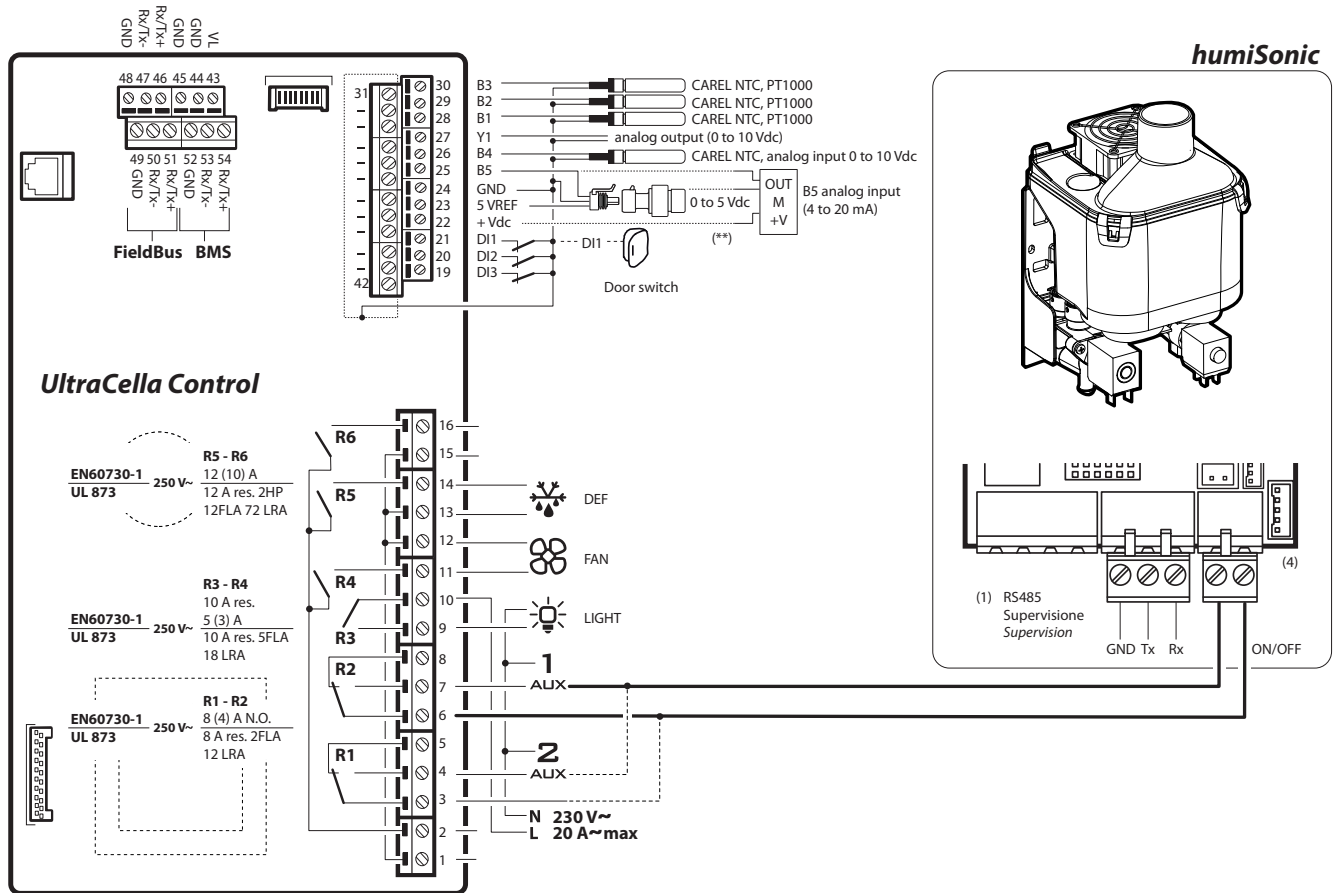 GND Rx/Tx- Rx/Tx+ GND GND VL
48 47 46 45 44 43
49 50 51 52 53 54
GND Rx/Tx- Rx/Tx+ GND Rx/Tx- Rx/Tx+
FieldBus BMS
31
42
30 B3 CAREL NTC, PT1000
29 B2 CAREL NTC, PT1000
28 B1 CAREL NTC, PT1000
27 Y1 analog output (0 to 10 Vdc)
26 B4 CAREL NTC, analog input 0 to 10 Vdc
25 B5
24 GND
23 5 VREF
22 + Vdc
21 DI1
20 DI2
19 DI3
0 to 5 Vdc
OUT
M
+V
B5 analog input
(4 to 20 mA)
(**)
DI1
Door switch
UltraCella Control
R5 - R6
EN60730-1
UL 873
250 V~
12 (10) A
12 A res. 2HP
12FLA 72 LRA
R3 - R4
EN60730-1
UL 873
250 V~
10 A res.
5 (3) A
10 A res. 5FLA
18 LRA
R1 - R2
EN60730-1
UL 873
250 V~
8 (4) A N.O.
8 A res. 2FLA
12 LRA
R6
R5
R4
R3
R2
R1
16
15
14
13
12
11
10
9
8
7
6
5
4
3
2
1
DEF
FAN
LIGHT
1
AUX
2
AUX
N 230 V~
L 20 A~max
humiSonic
(1) RS485
Supervisione
Supervision
GND Tx Rx
ON/OFF
(4)